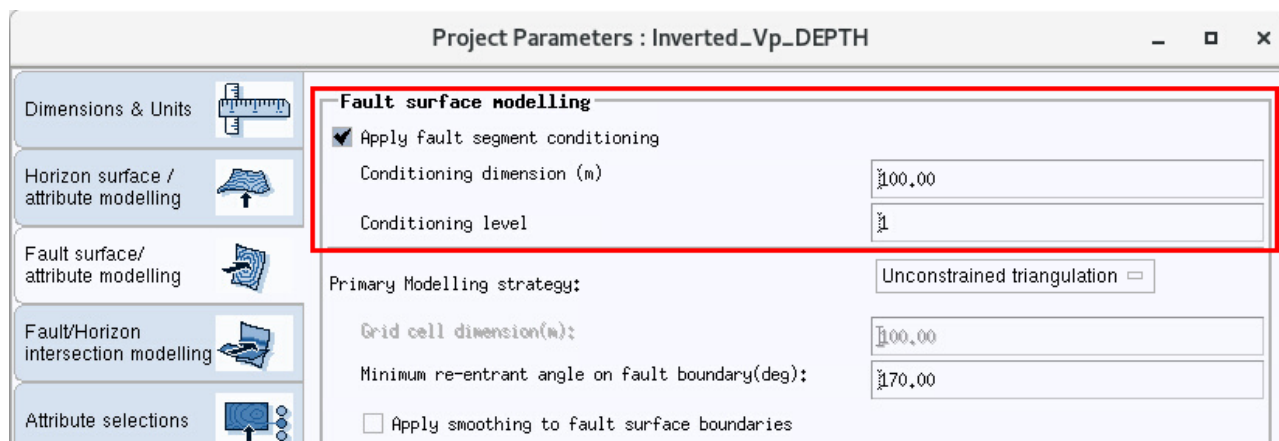 Project Parameters : Inverted_Vp_DEPTH
Dimensions & Units
Horizon surface /
attribute modelling
Fault surface/
attribute modelling
Fault/Horizon
intersection modelling
Attribute selections
Fault surface modelling
Apply fault segment conditioning
Conditioning dimension (m)
100.00
Conditioning level
1
Primary Modelling strategy:
Unconstrained triangulation
Grid cell dimension(m):
100.00
Minimum re-entrant angle on fault boundary(deg):
170.00
Apply smoothing to fault surface boundaries